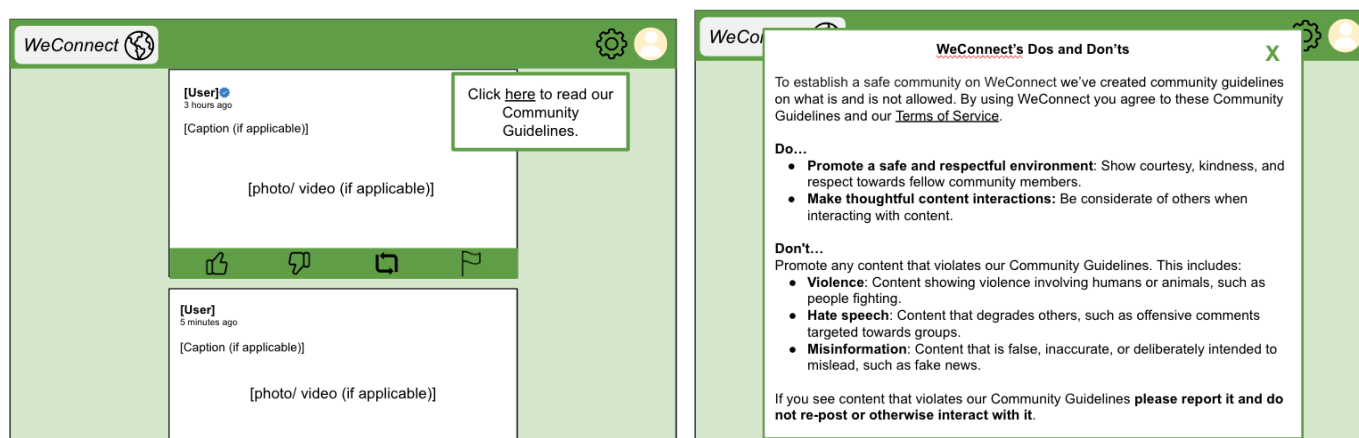 WeConnect
[User]
3 hours ago
[Caption (if applicable)]
[photo/ video (if applicable)]
Click here to read our
Community
Guidelines.
[User]
5 minutes ago
[Caption (if applicable)]
[photo/ video (if applicable)]
WeCo
WeConnect's Dos and Don'ts
X
To establish a safe community on WeConnect we've created community guidelines
on what is and is not allowed. By using WeConnect you agree to these Community
Guidelines and our Terms of Service.
Do…
● Promote a safe and respectful environment: Show courtesy, kindness, and
respect towards fellow community members.
● Make thoughtful content interactions: Be considerate of others when
interacting with content.
Don't…
Promote any content that violates our Community Guidelines. This includes:
● Violence: Content showing violence involving humans or animals, such as
people fighting.
● Hate speech: Content that degrades others, such as offensive comments
targeted towards groups.
● Misinformation: Content that is false, inaccurate, or deliberately intended to
mislead, such as fake news.
If you see content that violates our Community Guidelines please report it and do
not re-post or otherwise interact with it.